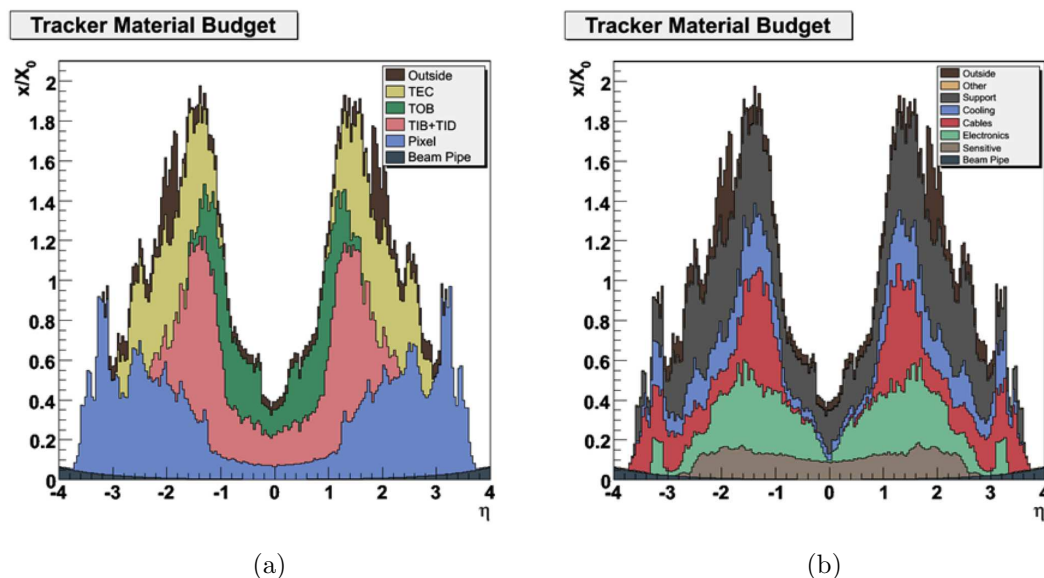 Tracker Material Budget
x/X0
2
1.8
1.6
1.4
1.2
1
0.8
0.6
0.4
0.2
0
-4 -3 -2 -1 0 1 2 3 4
η
Outside
TEC
TOB
TIB+TID
Pixel
Beam Pipe
(a)
Tracker Material Budget
x/X0
2
1.8
1.6
1.4
1.2
1
0.8
0.6
0.4
0.2
0
-4 -3 -2 -1 0 1 2 3 4
η
Outside
Other
Support
Cooling
Cables
Electronics
Sensitive
Beam Pipe
(b)